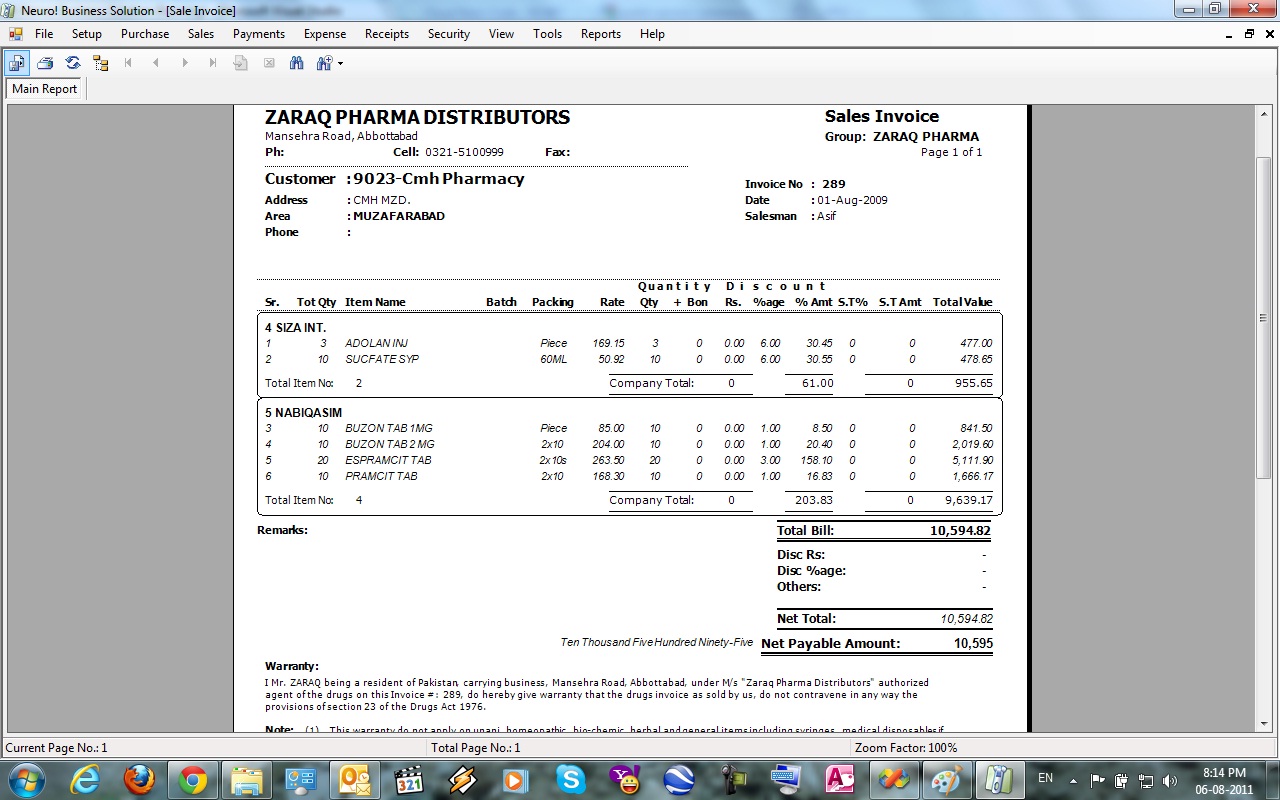 Neuro! Business Solution - [Sale Invoice]
File Setup Purchase Sales Payments Expense Receipts Security View Tools Reports Help
Main Report
ZARAQ PHARMA DISTRIBUTORS Sales Invoice
Mansehra Road, Abbottabad Group: ZARAQ PHARMA
Ph: Cell: 0321-5100999 Fax: Page 1 of 1
Customer : 9023-Cmh Pharmacy
Invoice No : 289
Address : CMH MZD. Date : 01-Aug-2009
Area : MUZAFARABAD Salesman : Asif
Phone :
Quantity Discount
Sr. Tot Qty Item Name Batch Packing Rate Qty + Bon Rs. %age % Amt S.T% S.T Amt Total Value
4 SIZA INT.
1 3 ADOLAN INJ Piece 169.15 3 0 0.00 6.00 30.45 0 0 477.00
2 10 SUCFATE SYP 60ML 50.92 10 0 0.00 6.00 30.55 0 0 478.65
Total Item No: 2 Company Total: 0 61.00 0 955.65
5 NABIQASIM
3 10 BUZON TAB 1MG Piece 85.00 10 0 0.00 1.00 8.50 0 0 841.50
4 10 BUZON TAB 2 MG 2x10 204.00 10 0 0.00 1.00 20.40 0 0 2,019.60
5 20 ESPRAMCIT TAB 2x10s 263.50 20 0 0.00 3.00 158.10 0 0 5,111.90
6 10 PRAMCIT TAB 2x10 168.30 10 0 0.00 1.00 16.83 0 0 1,666.17
Total Item No: 4 Company Total: 0 203.83 0 9,639.17
Remarks: Total Bill: 10,594.82
Disc Rs: -
Disc %age: -
Others: -
Net Total: 10,594.82
Ten Thousand Five Hundred Ninety-Five Net Payable Amount: 10,595
Warranty:
I Mr. ZARAQ being a resident of Pakistan, carrying business, Mansehra Road, Abbottabad, under M/s "Zaraq Pharma Distributors" authorized
agent of the drugs on this Invoice #: 289, do hereby give warranty that the drugs invoice as sold by us, do not contravene in any way the
provisions of section 23 of the Drugs Act 1976.
Note: (1) This warranty do not apply on unani, homeopathic, bio-chemic, herbal and general items including syringes, medical disposables if
Current Page No.: 1 Total Page No.: 1 Zoom Factor: 100%
321
EN 8:14 PM
06-08-2011